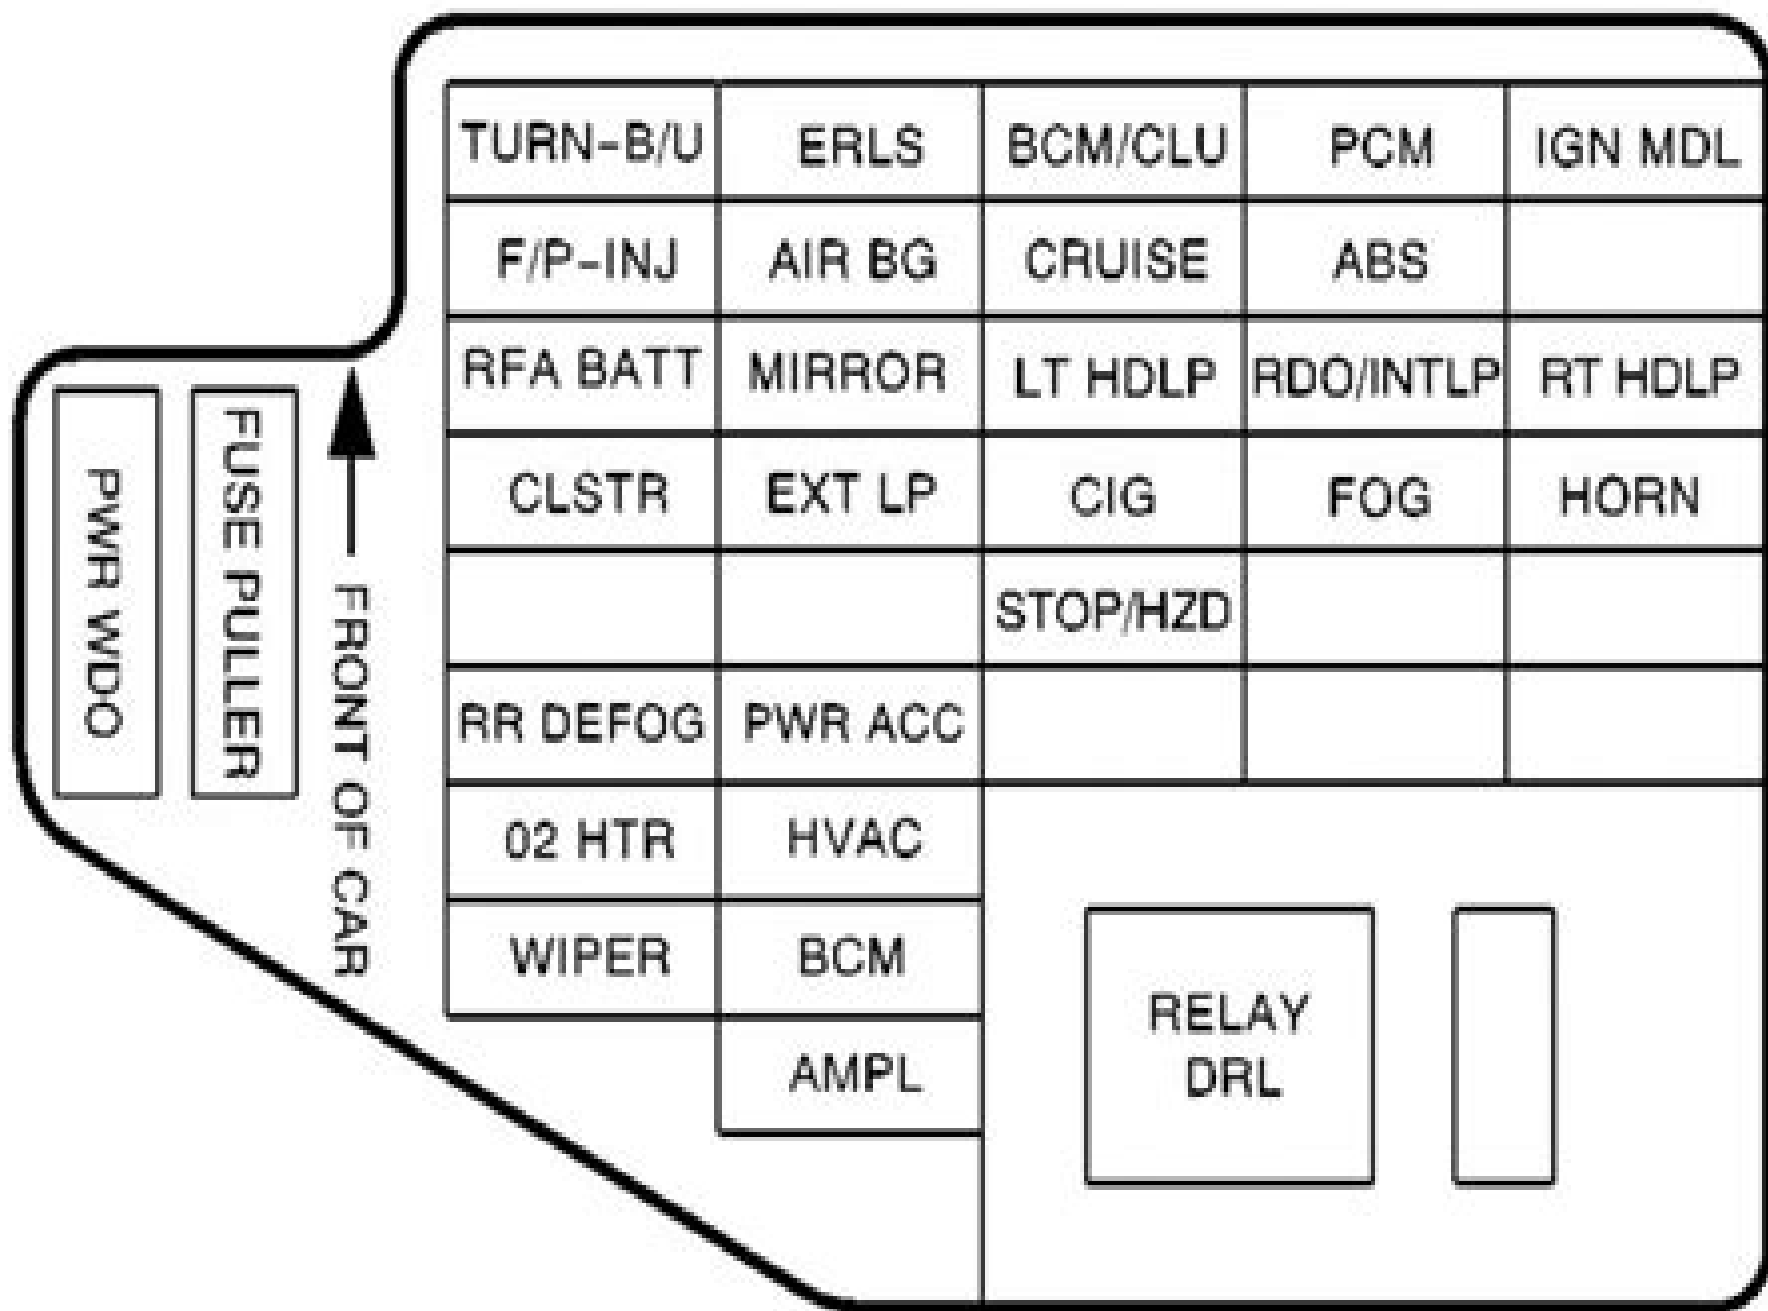 TURN-B/U ERLS BCM/CLU PCM IGN MDL
F/P-INJ AIR BG CRUISE ABS
RFA BATT MIRROR LT HDLP RDO/INTLP RT HDLP
CLSTR EXT LP CIG FOG HORN
STOP/HZD
RR DEFOG PWR ACC
02 HTR HVAC
WIPER BCM
AMPL
RELAY
DRL
PWR WDO
FUSE PULLER
FRONT OF CAR